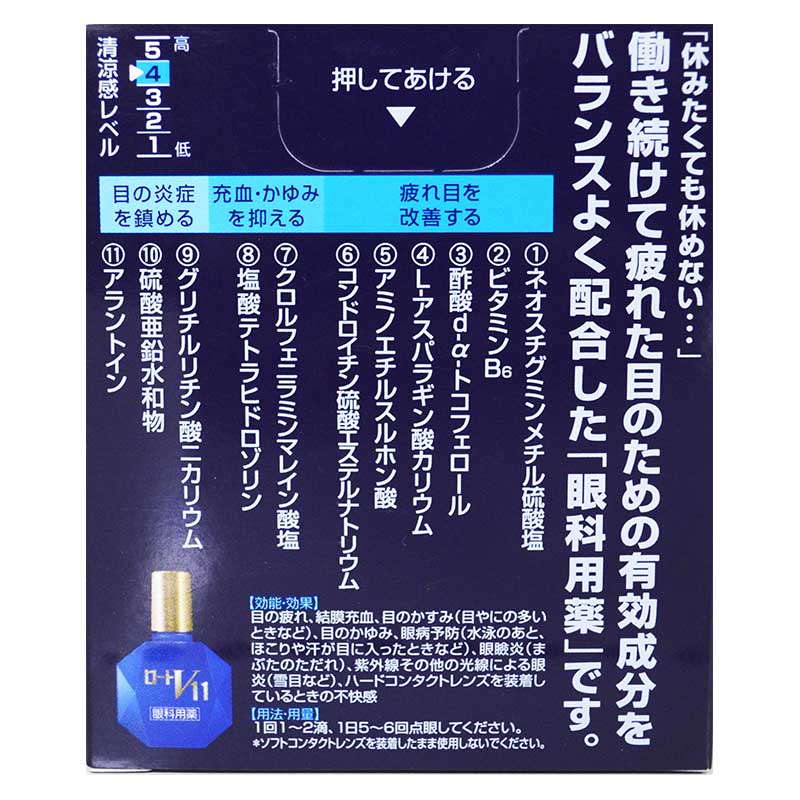 「休みたくても休めない…」
働き続けて疲れた目のための有効成分を
バランスよく配合した「眼科用薬」です。
押してあける
清涼感レベル
高
5
4
3
2
1
低
疲れ目を
改善する
①ネオスチグミンメチル硫酸塩
②ビタミンB6
③酢酸d-α-トコフェロール
④L-アスパラギン酸カリウム
⑤アミノエチルスルホン酸
⑥コンドロイチン硫酸エステルナトリウム
充血・かゆみ
を抑える
⑦クロルフェニラミンマレイン酸塩
⑧塩酸テトラヒドロゾリン
目の炎症
を鎮める
⑨グリチルリチン酸二カリウム
⑩硫酸亜鉛水和物
⑪アラントイン
ロートV11
眼科用薬
【効能・効果】
目の疲れ、結膜充血、目のかすみ(目やにの多い
ときなど)、目のかゆみ、眼病予防(水泳のあと、
ほこりや汗が目に入ったときなど)、眼瞼炎(ま
ぶたのただれ)、紫外線その他の光線による眼
炎(雪目など)、ハードコンタクトレンズを装着し
ているときの不快感
【用法・用量】
1回1~2滴、1日5~6回点眼してください。
*ソフトコンタクトレンズを装着したまま使用しないでください。